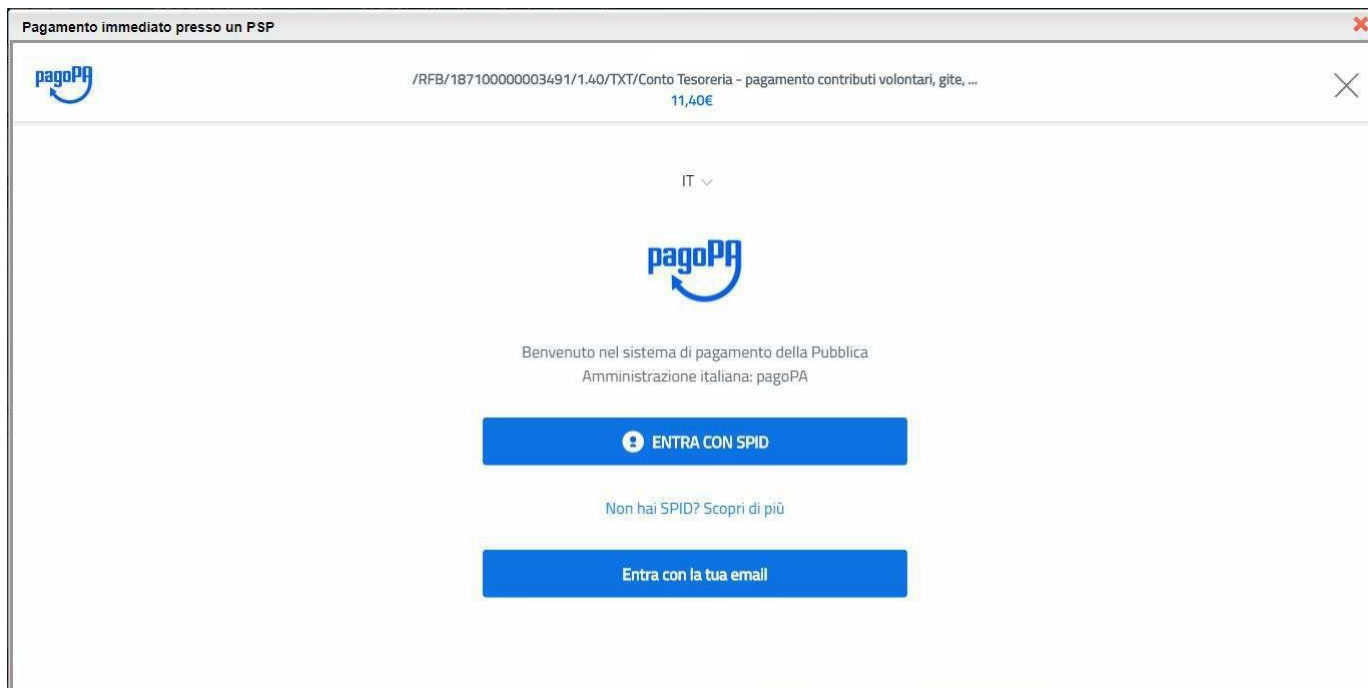 Pagamento immediato presso un PSP
pagoPA
/RFB/187100000003491/1.40/TXT/Conto Tesoreria - pagamento contributi volontari, gite, ...
11,40€
IT
pagoPA
Benvenuto nel sistema di pagamento della Pubblica
Amministrazione italiana: pagoPA
ENTRA CON SPID
Non hai SPID? Scopri di più
Entra con la tua email